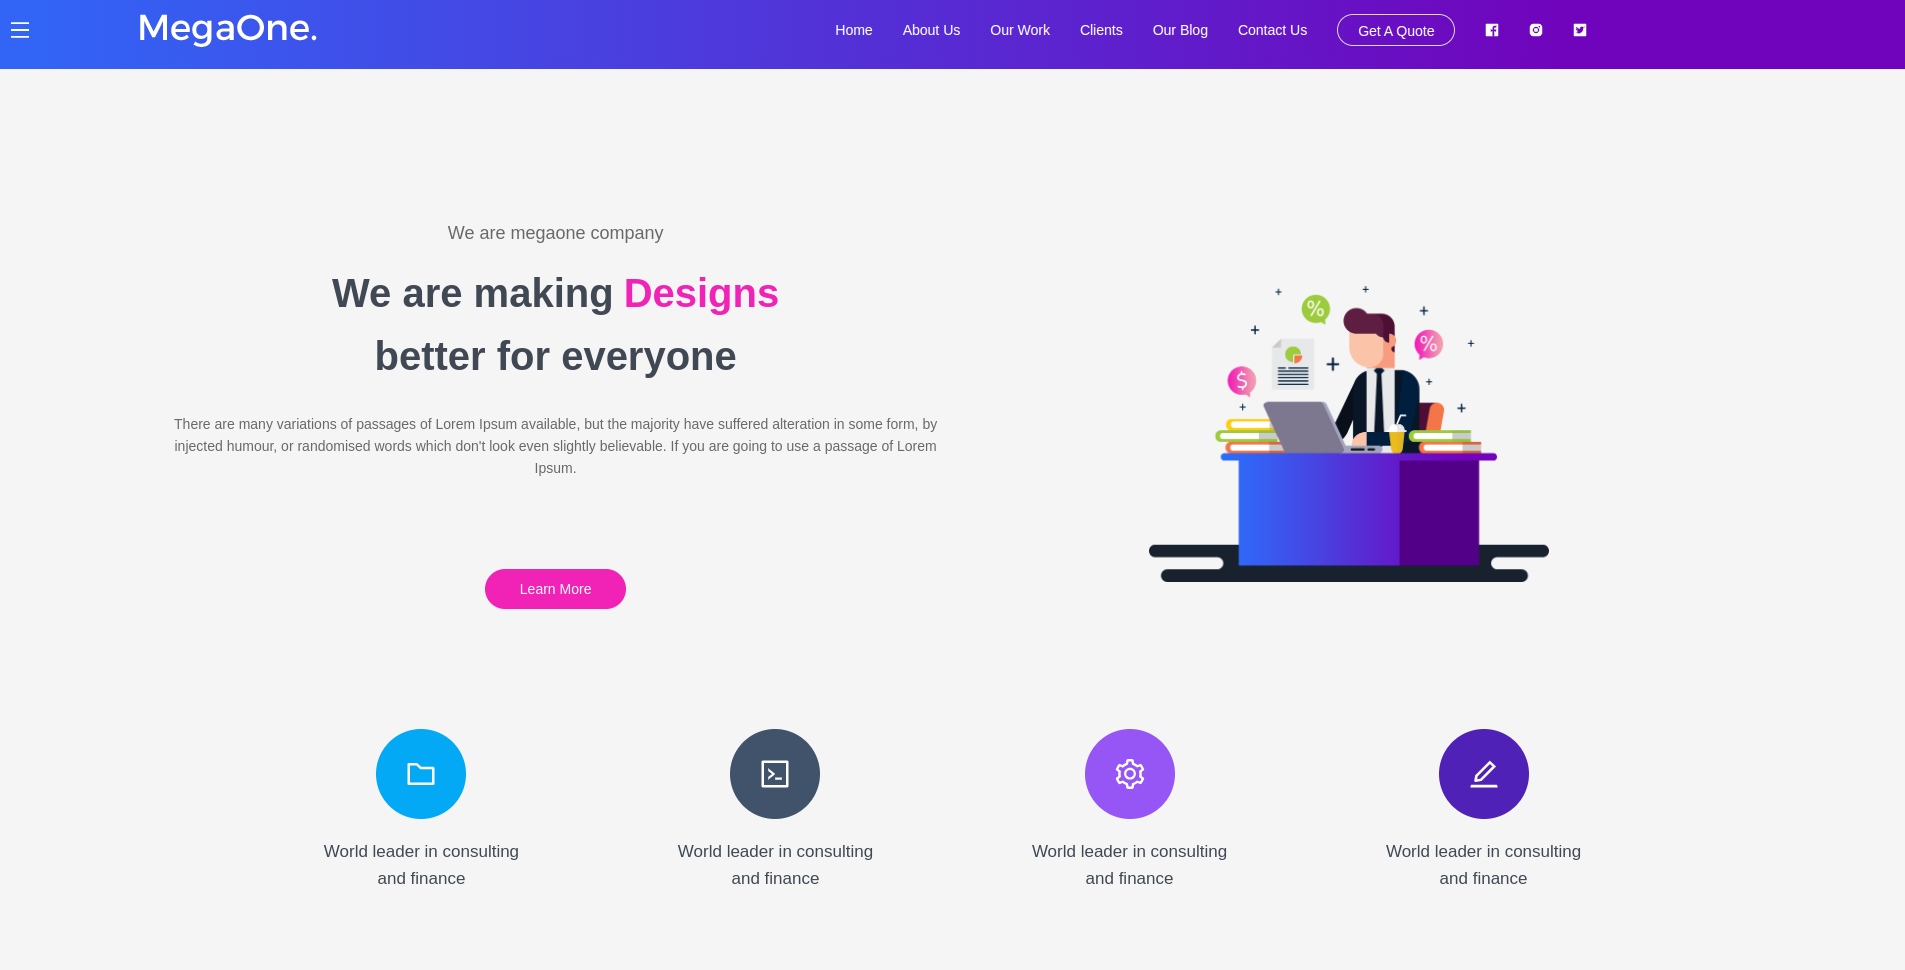 MegaOne.
Home About Us Our Work Clients Our Blog Contact Us Get A Quote
We are megaone company
We are making Designs
better for everyone
There are many variations of passages of Lorem Ipsum available, but the majority have suffered alteration in some form, by
injected humour, or randomised words which don't look even slightly believable. If you are going to use a passage of Lorem
Ipsum.
%
%
$
Learn More
World leader in consulting
and finance
World leader in consulting
and finance
World leader in consulting
and finance
World leader in consulting
and finance